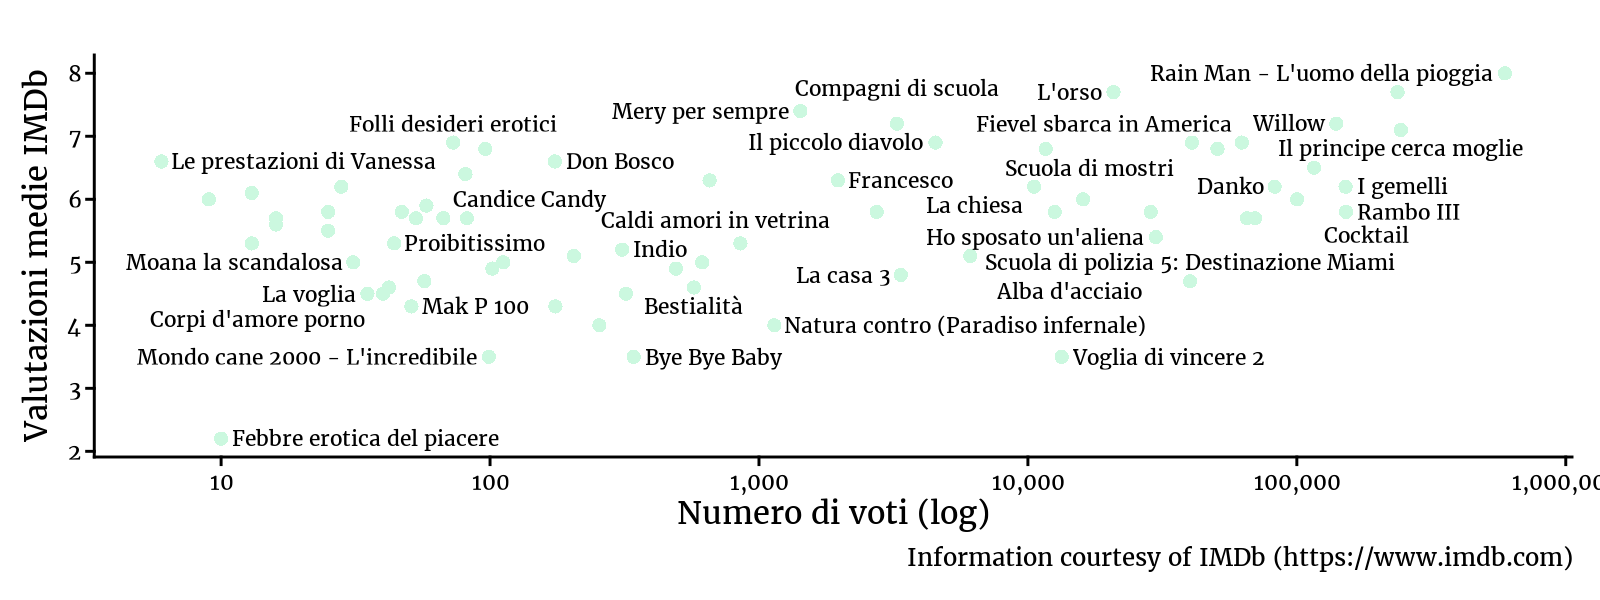 Valutazioni medie IMDb
8
7
6
5
4
3
2
Rain Man - L'uomo della pioggia
Compagni di scuola
L'orso
Mery per sempre
Folli desideri erotici
Fievel sbarca in America
Willow
Il piccolo diavolo
Il principe cerca moglie
Le prestazioni di Vanessa
Don Bosco
Scuola di mostri
Francesco
Danko
I gemelli
Candice Candy
La chiesa
Rambo III
Caldi amori in vetrina
Proibitissimo
Indio
Ho sposato un'aliena
Cocktail
Moana la scandalosa
La casa 3
Scuola di polizia 5: Destinazione Miami
La voglia
Mak P 100
Bestialità
Alba d'acciaio
Corpi d'amore porno
Natura contro (Paradiso infernale)
Mondo cane 2000 - L'incredibile
Bye Bye Baby
Voglia di vincere 2
Febbre erotica del piacere
10
100
1,000
10,000
100,000
1,000,00
Numero di voti (log)
Information courtesy of IMDb (https://www.imdb.com)